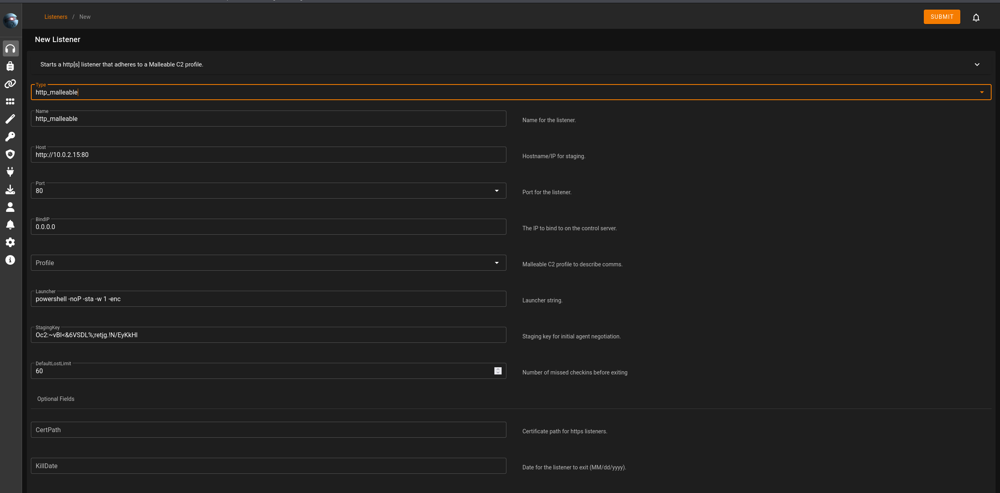 Listeners / New
SUBMIT
New Listener
Starts a http[s] listener that adheres to a Malleable C2 profile.
Type
http_malleable
Name
http_malleable
Name for the listener.
Host
http://10.0.2.15:80
Hostname/IP for staging.
Port
80
Port for the listener.
BindIP
0.0.0.0
The IP to bind to on the control server.
Profile
Malleable C2 profile to describe comms.
Launcher
powershell -noP -sta -w 1 -enc
Launcher string.
StagingKey
Staging key for initial agent negotiation.
DefaultLostLimit
60
Number of missed checkins before exiting
Optional Fields
CertPath
Certificate path for https listeners.
KillDate
Date for the listener to exit (MM/dd/yyyy).